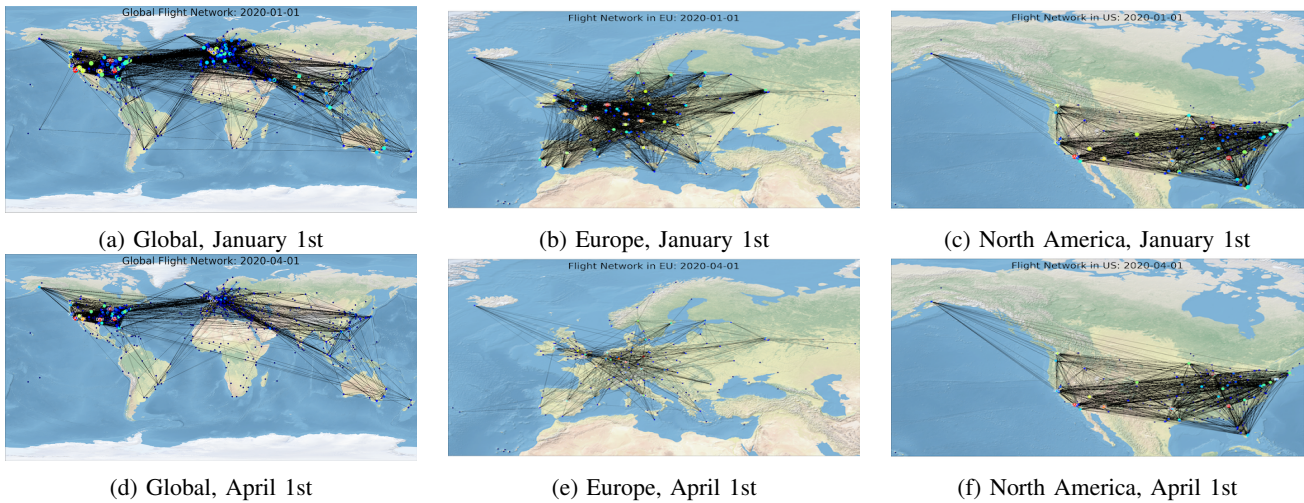 Global Flight Network: 2020-01-01
Flight Network in EU: 2020-01-01
Flight Network in US: 2020-01-01
(a) Global, January 1st
(b) Europe, January 1st
(c) North America, January 1st
Global Flight Network: 2020-04-01
Flight Network in EU: 2020-04-01
Flight Network in US: 2020-04-01
(d) Global, April 1st
(e) Europe, April 1st
(f) North America, April 1st